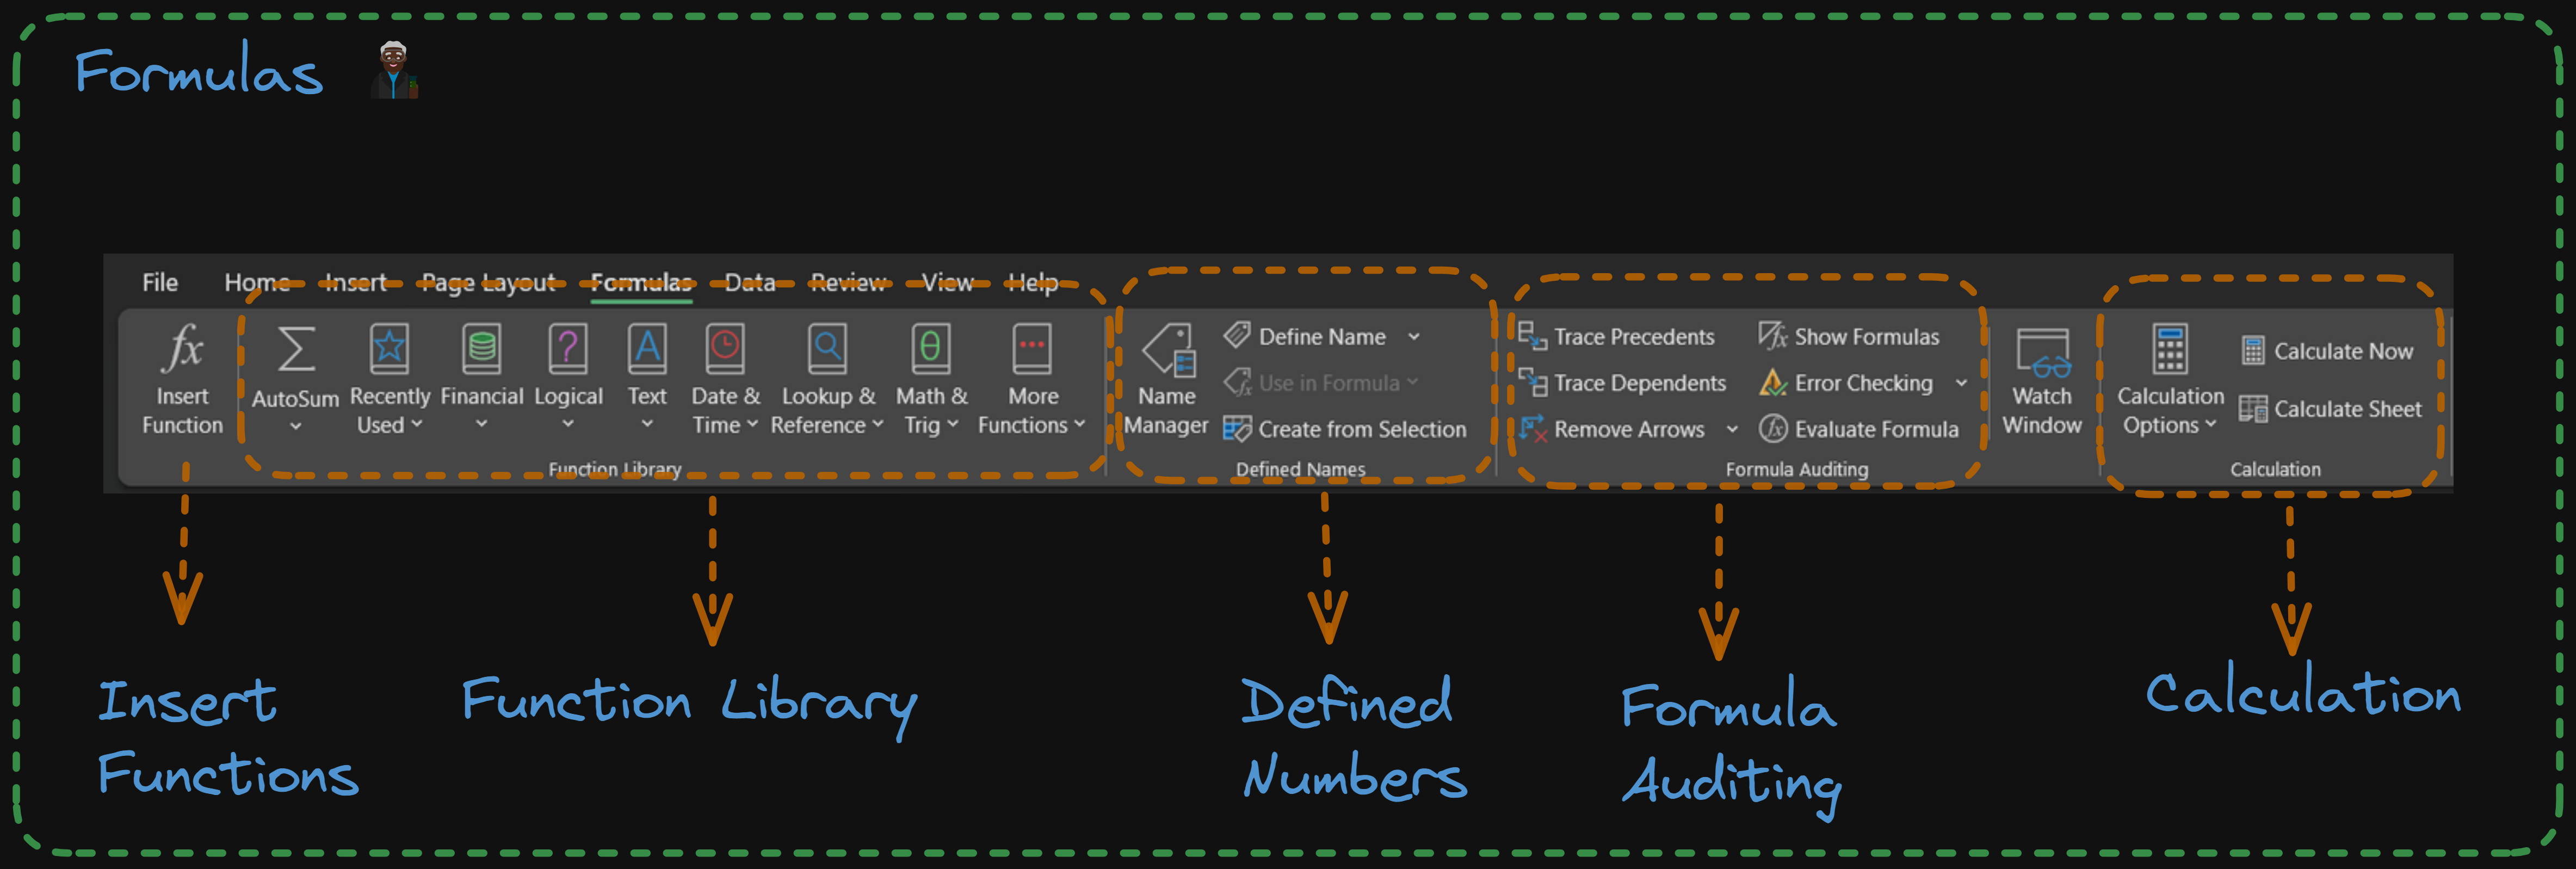 Formulas
File Home Insert Page Layout Formulas Data Review View Help
Insert Function
AutoSum
Recently Used
Financial
Logical
Text
Date & Time
Lookup & Reference
Math & Trig
More Functions
Function Library
Name Manager
Define Name
Use in Formula
Create from Selection
Defined Names
Trace Precedents
Trace Dependents
Remove Arrows
Show Formulas
Error Checking
Evaluate Formula
Formula Auditing
Watch Window
Calculation Options
Calculate Now
Calculate Sheet
Calculation
Insert
Functions
Function Library
Defined
Numbers
Formula
Auditing
Calculation